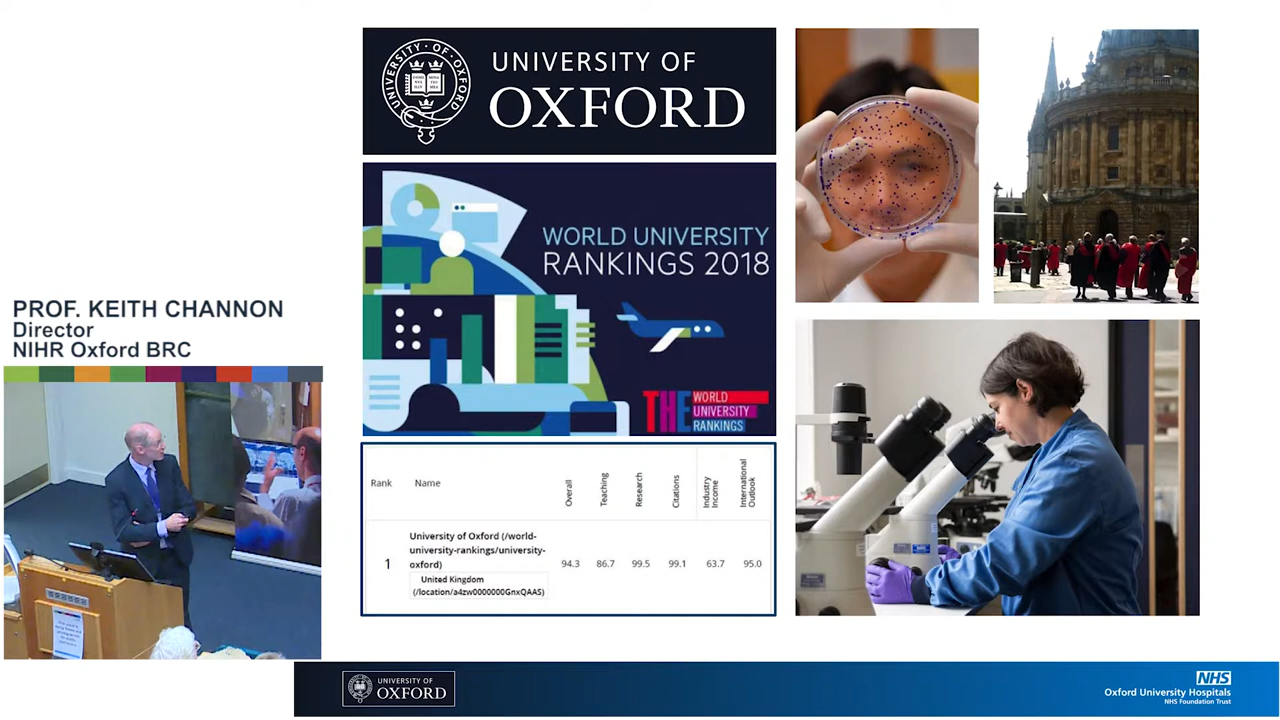 PROF. KEITH CHANNON
Director
NIHR Oxford BRC
UNIVERSITY OF OXFORD
UNIVERSITY OF
OXFORD
WORLD UNIVERSITY
RANKINGS 2018
THE
WORLD
UNIVERSITY
RANKINGS
Rank Name Overall Teaching Research Citations Industry Income International Outlook
1 University of Oxford (/world-
university-rankings/university-
oxford)
94.3 86.7 99.5 99.1 63.7 95.0
United Kingdom
(/location/a4zw0000000GnxQAAS)
UNIVERSITY OF
OXFORD
NHS
Oxford University Hospitals
NHS Foundation Trust